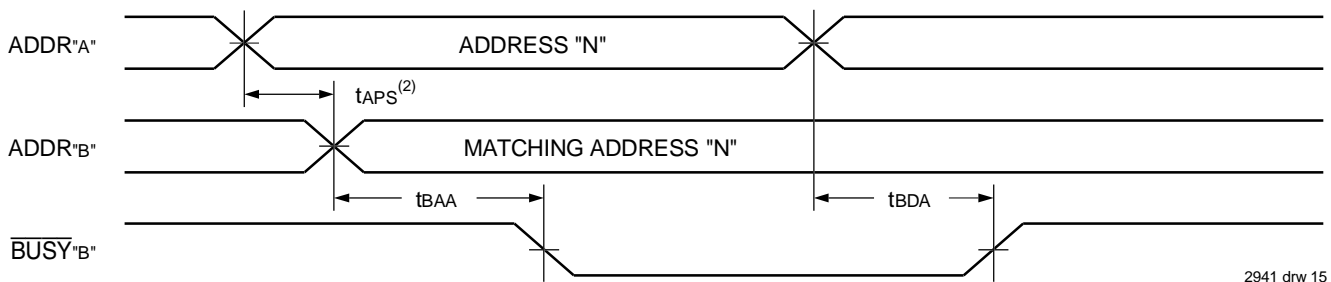 ADDR"A"
ADDRESS "N"
tAPS(2)
ADDR"B"
MATCHING ADDRESS "N"
tBAA
tBDA
BUSY"B"
2941 drw 15